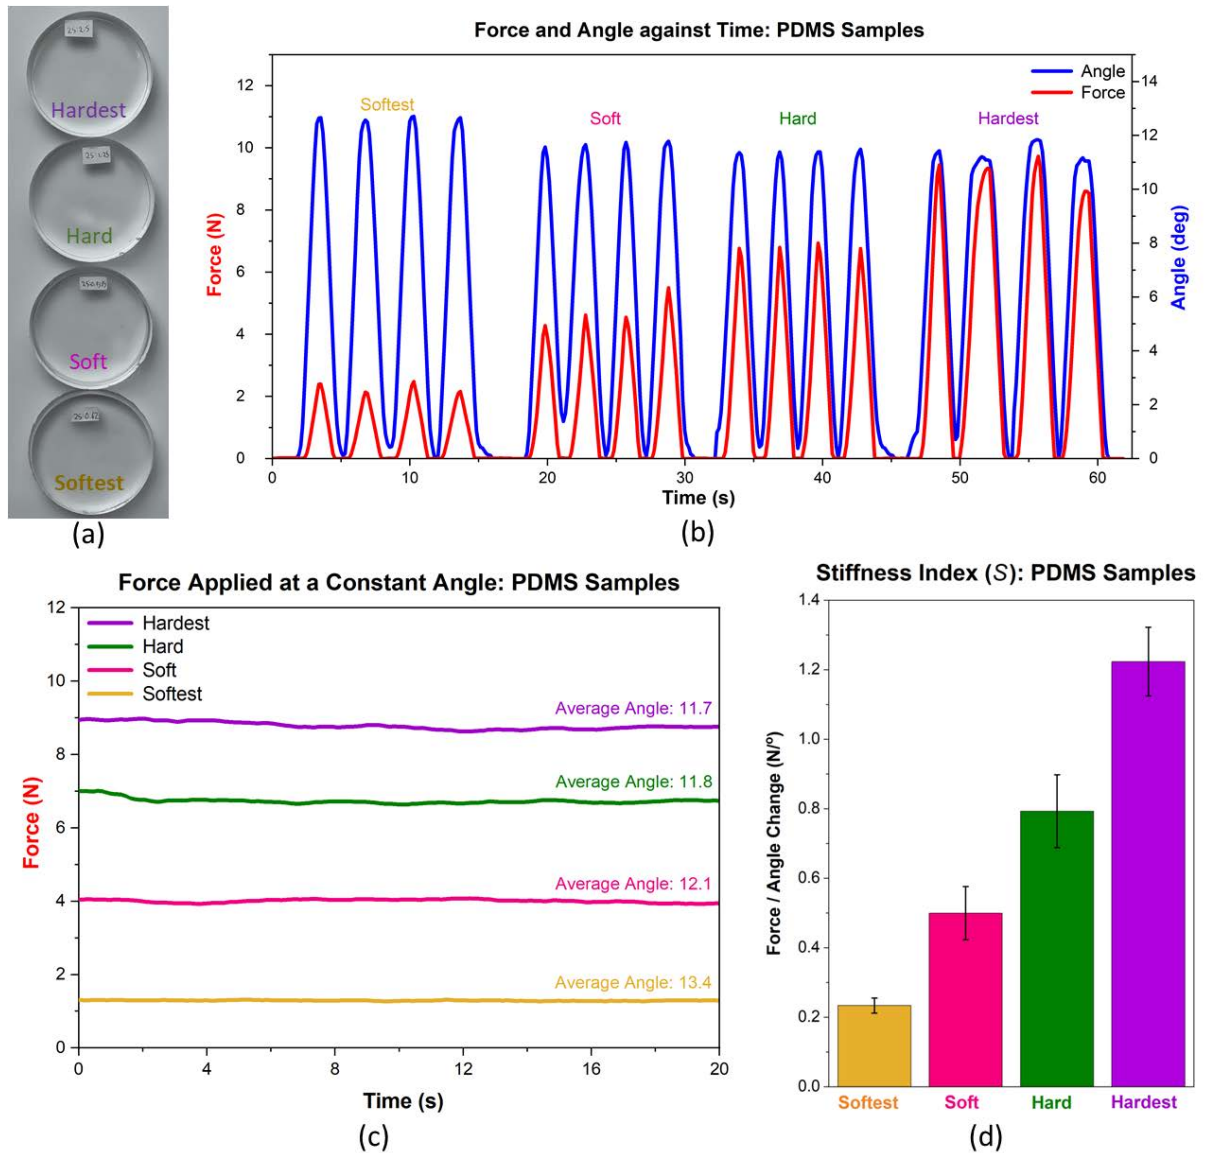 Hardest
Hard
Soft
Softest
(a)
Force and Angle against Time: PDMS Samples
Angle
Force
Softest
Soft
Hard
Hardest
12
10
8
6
4
2
0
Force (N)
14
12
10
8
6
4
2
0
Angle (deg)
0
10
20
30
40
50
60
Time (s)
(b)
Force Applied at a Constant Angle: PDMS Samples
Hardest
Hard
Soft
Softest
Average Angle: 11.7
Average Angle: 11.8
Average Angle: 12.1
Average Angle: 13.4
12
10
8
6
4
2
0
Force (N)
0
4
8
12
16
20
Time (s)
(c)
Stiffness Index (S): PDMS Samples
1.4
1.2
1.0
0.8
0.6
0.4
0.2
0.0
Force / Angle Change (N/º)
Softest
Soft
Hard
Hardest
(d)